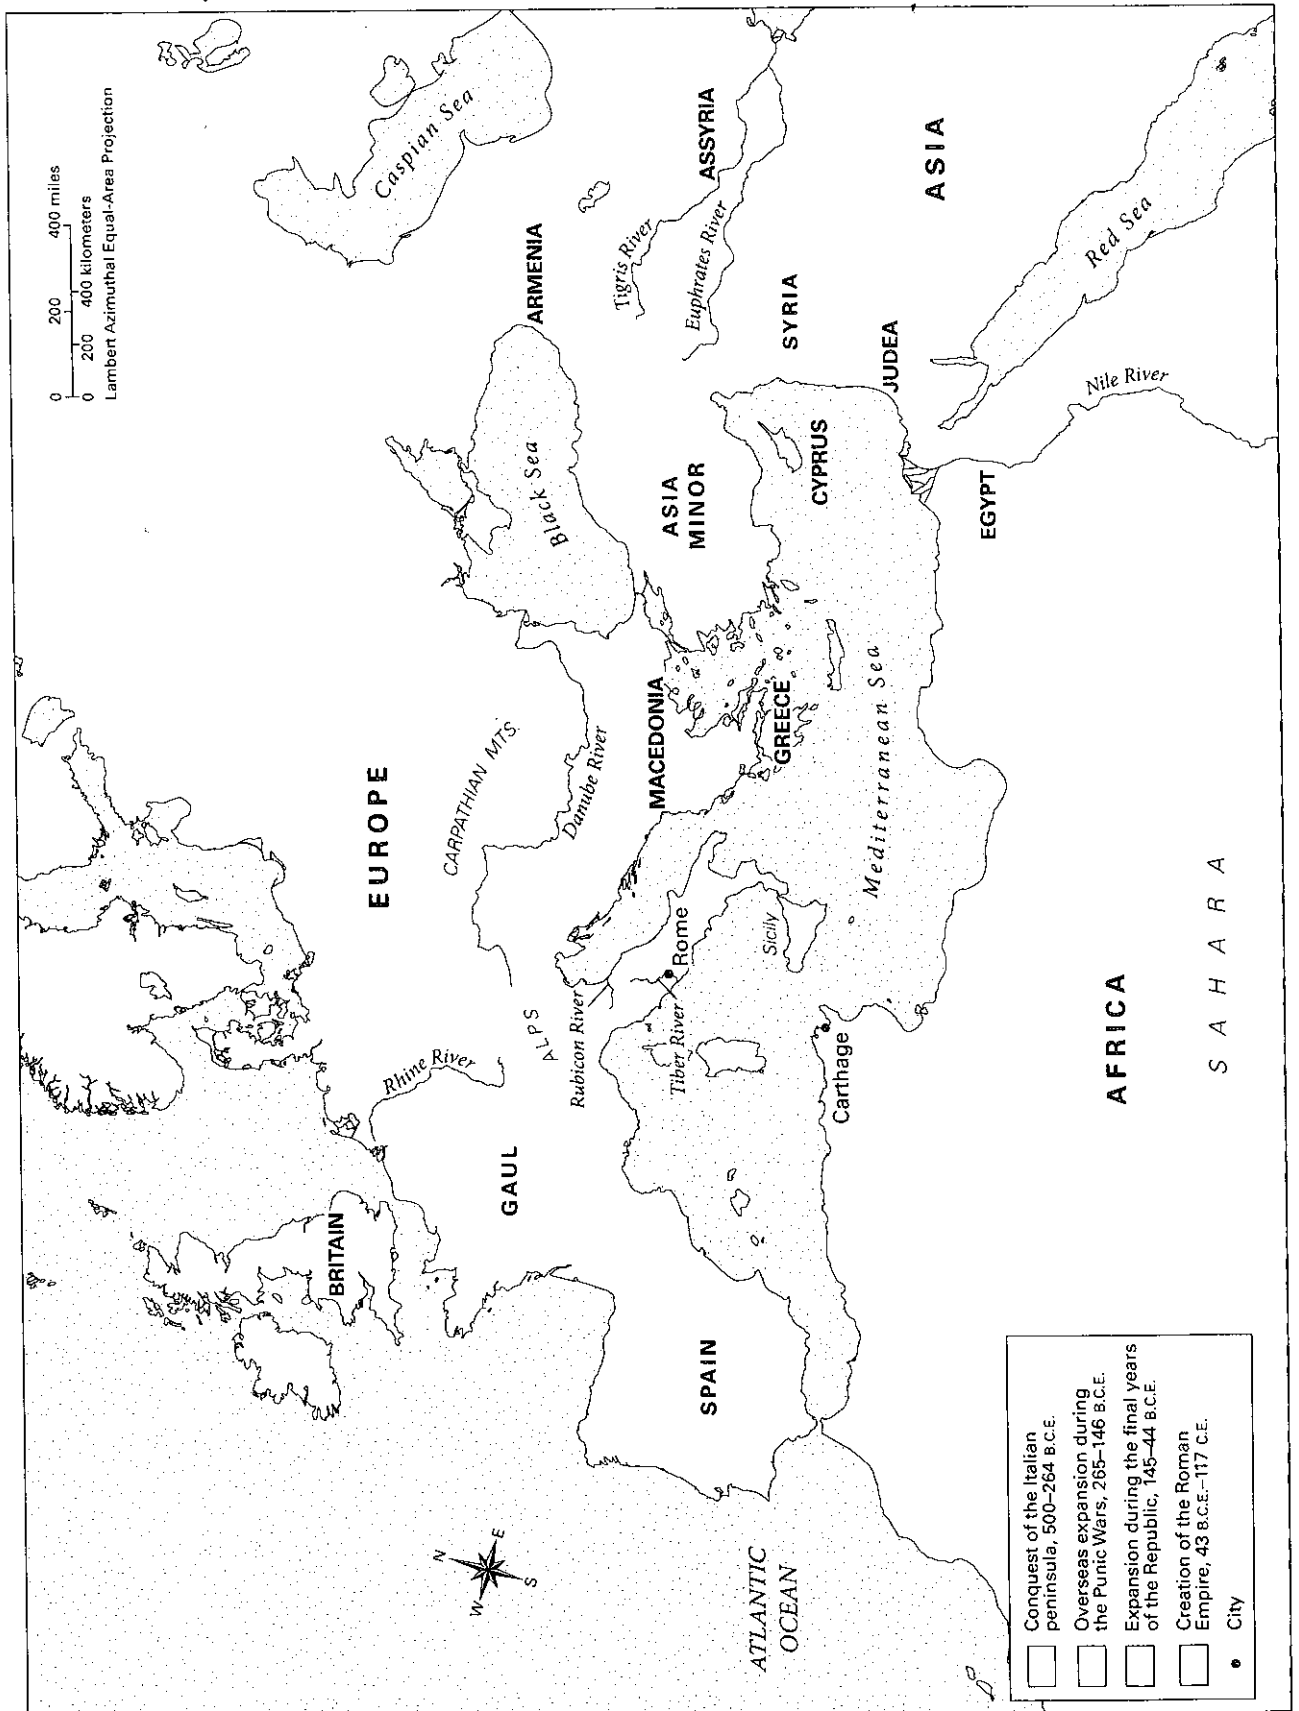 0 200 400 miles
0 200 400 kilometers
Lambert Azimuthal Equal-Area Projection
Caspian Sea
ARMENIA
Tigris River
ASSYRIA
Euphrates River
ASIA
SYRIA
JUDEA
Red Sea
Nile River
Black Sea
ASIA
MINOR
CYPRUS
EGYPT
EUROPE
CARPATHIAN MTS.
Danube River
MACEDONIA
GREECE
Mediterranean Sea
ALPS
Rubicon River
Rome
Tiber River
Sicily
Carthage
AFRICA
SAHARA
Rhine River
GAUL
BRITAIN
SPAIN
N
E
S
W
ATLANTIC
OCEAN
Conquest of the Italian
peninsula, 500–264 B.C.E.
Overseas expansion during
the Punic Wars, 265–146 B.C.E.
Expansion during the final years
of the Republic, 145–44 B.C.E.
Creation of the Roman
Empire, 43 B.C.E.–117 C.E.
City